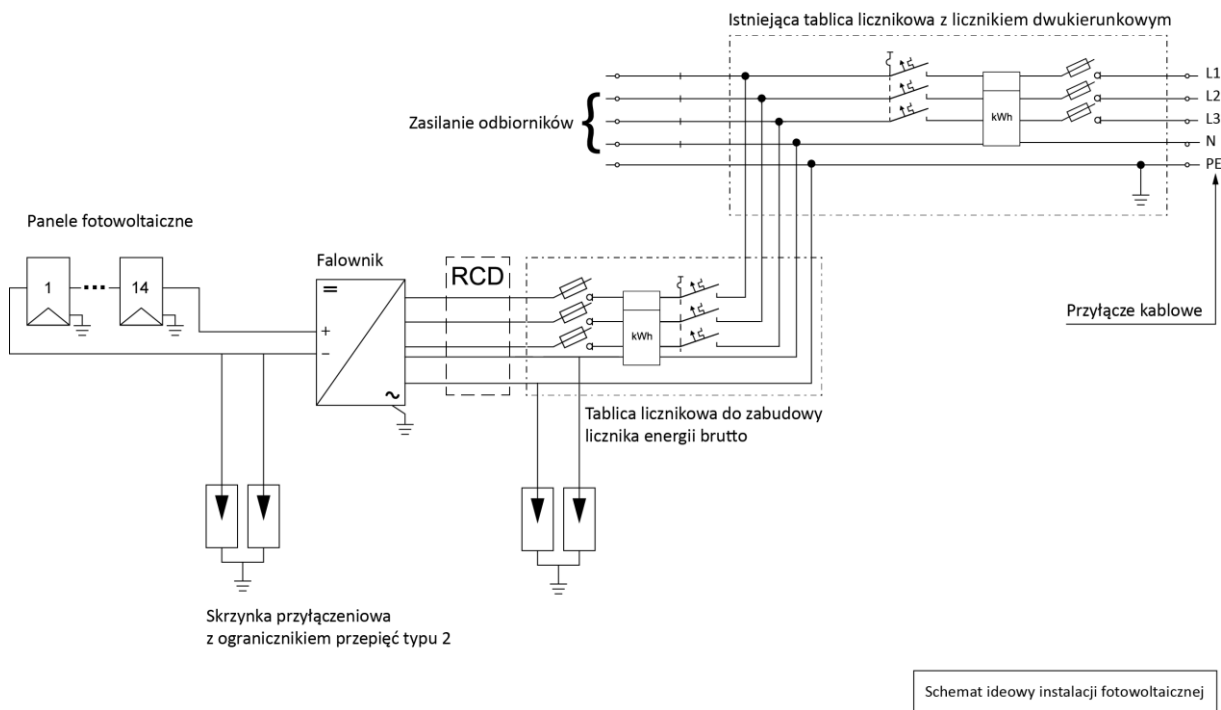 Istniejąca tablica licznikowa z licznikiem dwukierunkowym
L1
L2
kWh
L3
Zasilanie odbiorników
N
PE
Panele fotowoltaiczne
Falownik
RCD
1
14
Przyłącze kablowe
kWh
Tablica licznikowa do zabudowy
licznika energii brutto
Skrzynka przyłączeniowa
z ogranicznikiem przepięć typu 2
Schemat ideowy instalacji fotowoltaicznej